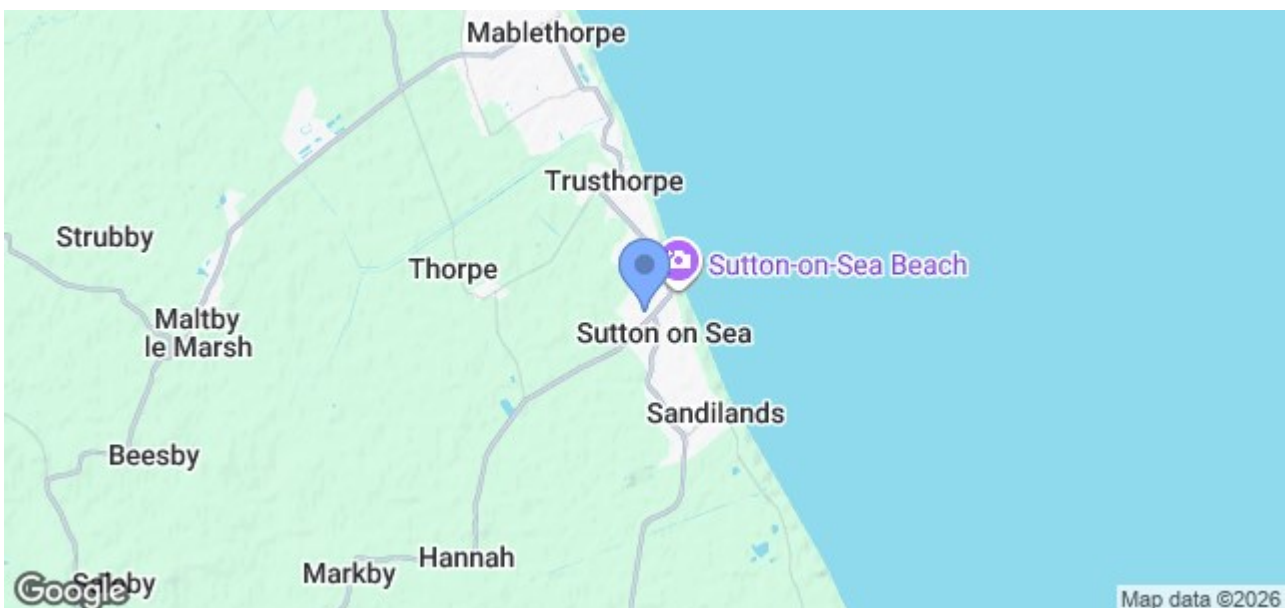 Mablethorpe
Trusthorpe
Strubby
Thorpe
Sutton-on-Sea Beach
Maltby
le Marsh
Sutton on Sea
Sandilands
Beesby
Hannah
Markby
Saleby
Google
Map data ©2026